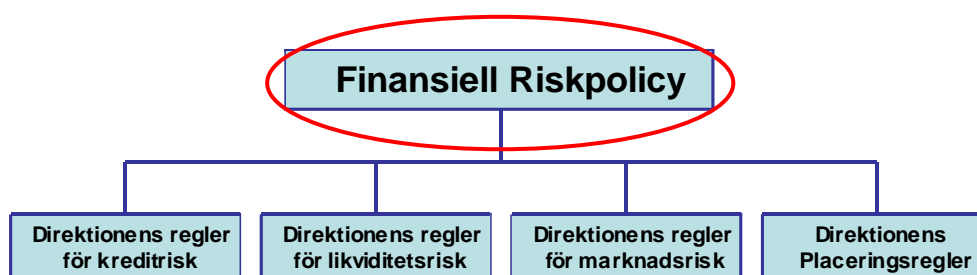 Finansiell Riskpolicy
Direktionens regler
för kreditrisk
Direktionens regler
för likviditetsrisk
Direktionens regler
för marknadsrisk
Direktionens
Placeringsregler